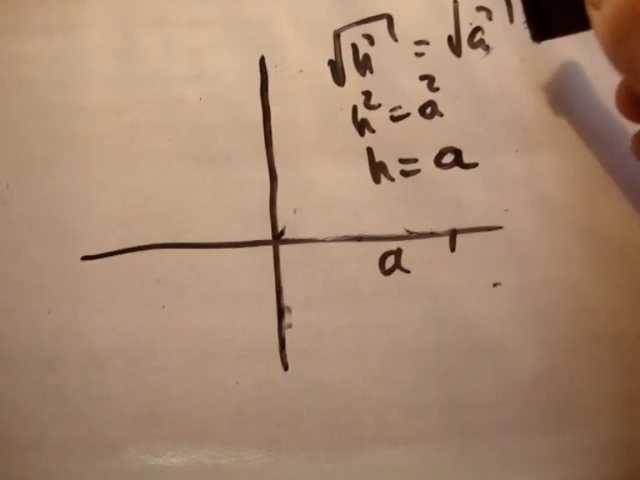 √h² = √a²
h² = a²
h = a
a